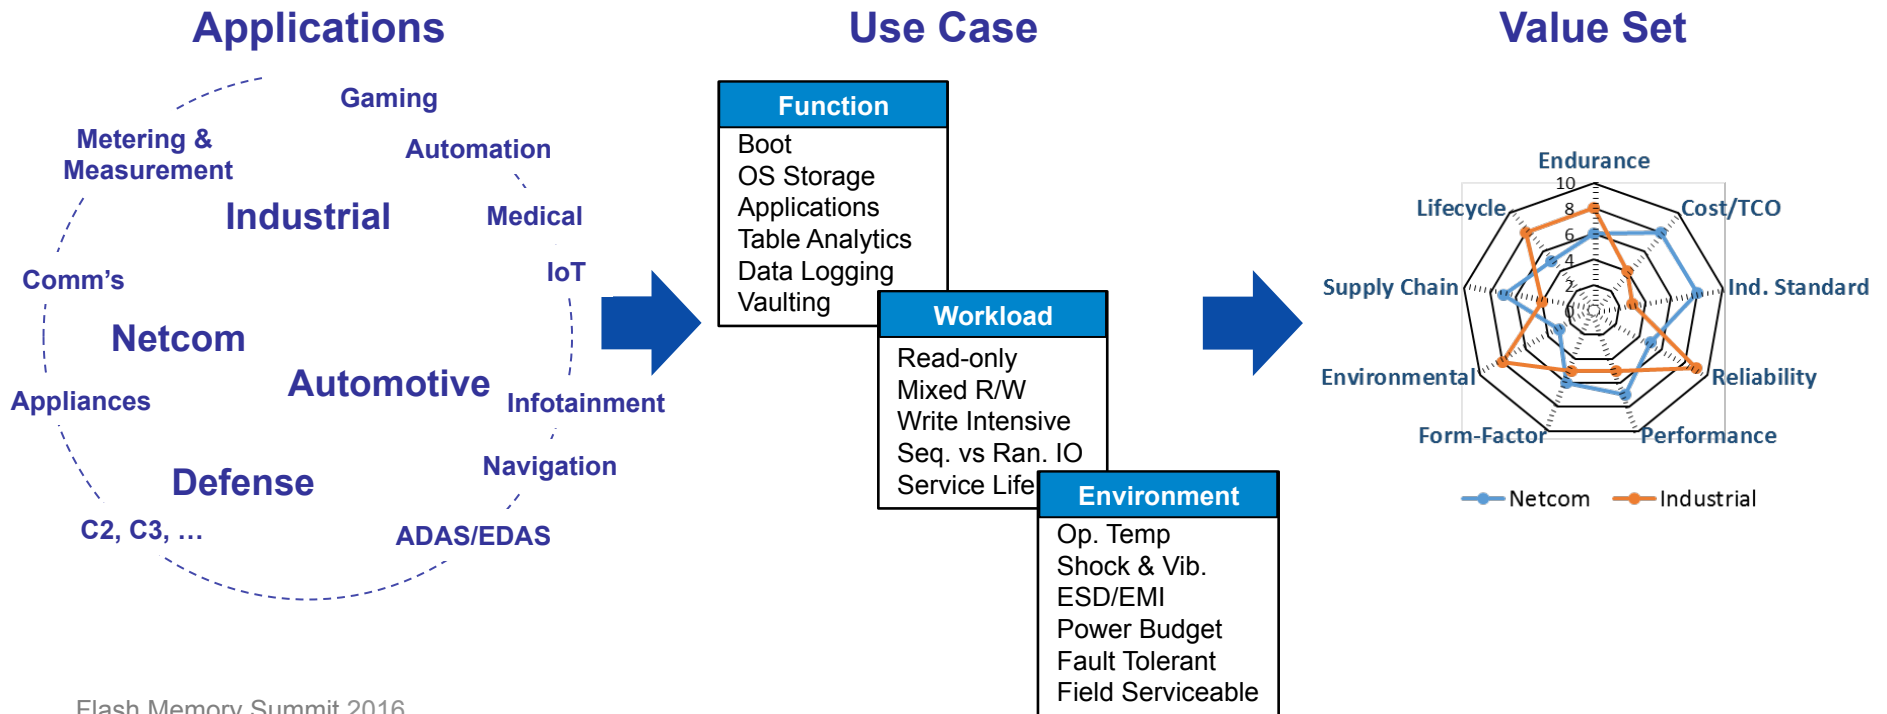 Applications
Use Case
Value Set
Gaming
Metering &
Measurement
Automation
Industrial
Medical
Comm's
IoT
Netcom
Automotive
Appliances
Infotainment
Defense
Navigation
C2, C3, …
ADAS/EDAS
Function
Boot
OS Storage
Applications
Table Analytics
Data Logging
Vaulting
Workload
Read-only
Mixed R/W
Write Intensive
Seq. vs Ran. IO
Service Life
Environment
Op. Temp
Shock & Vib.
ESD/EMI
Power Budget
Fault Tolerant
Field Serviceable
Endurance
10
8
6
4
2
0
Lifecycle
Cost/TCO
Supply Chain
Ind. Standard
Environmental
Reliability
Form-Factor
Performance
Netcom
Industrial
Flash Memory Summit 2016